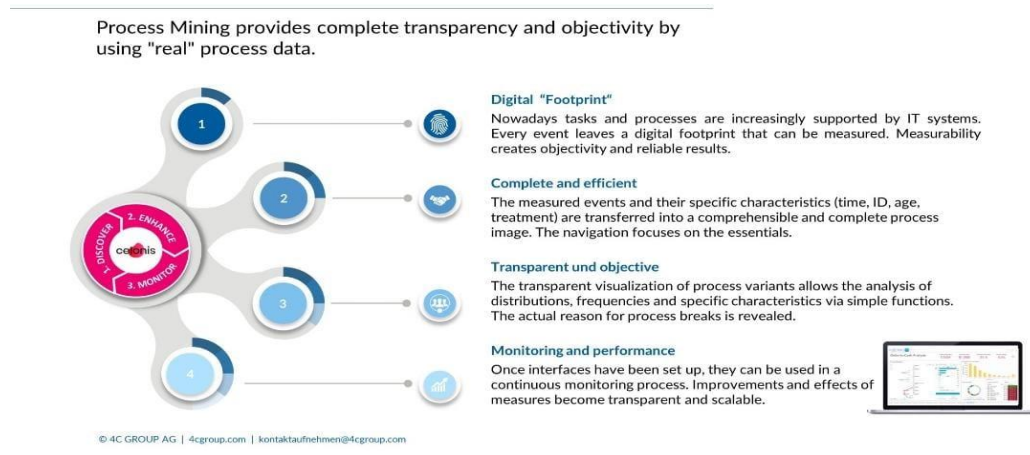 Process Mining provides complete transparency and objectivity by
using "real" process data.
1
Digital "Footprint"
Nowadays tasks and processes are increasingly supported by IT systems.
Every event leaves a digital footprint that can be measured. Measurability
creates objectivity and reliable results.
2
Complete and efficient
The measured events and their specific characteristics (time, ID, age,
treatment) are transferred into a comprehensible and complete process
image. The navigation focuses on the essentials.
1. DISCOVER
2. ENHANCE
3. MONITOR
celonis
3
Transparent und objective
The transparent visualization of process variants allows the analysis of
distributions, frequencies and specific characteristics via simple functions.
The actual reason for process breaks is revealed.
4
Monitoring and performance
Once interfaces have been set up, they can be used in a
continuous monitoring process. Improvements and effects of
measures become transparent and scalable.
© 4C GROUP AG | 4cgroup.com | kontaktaufnehmen@4cgroup.com